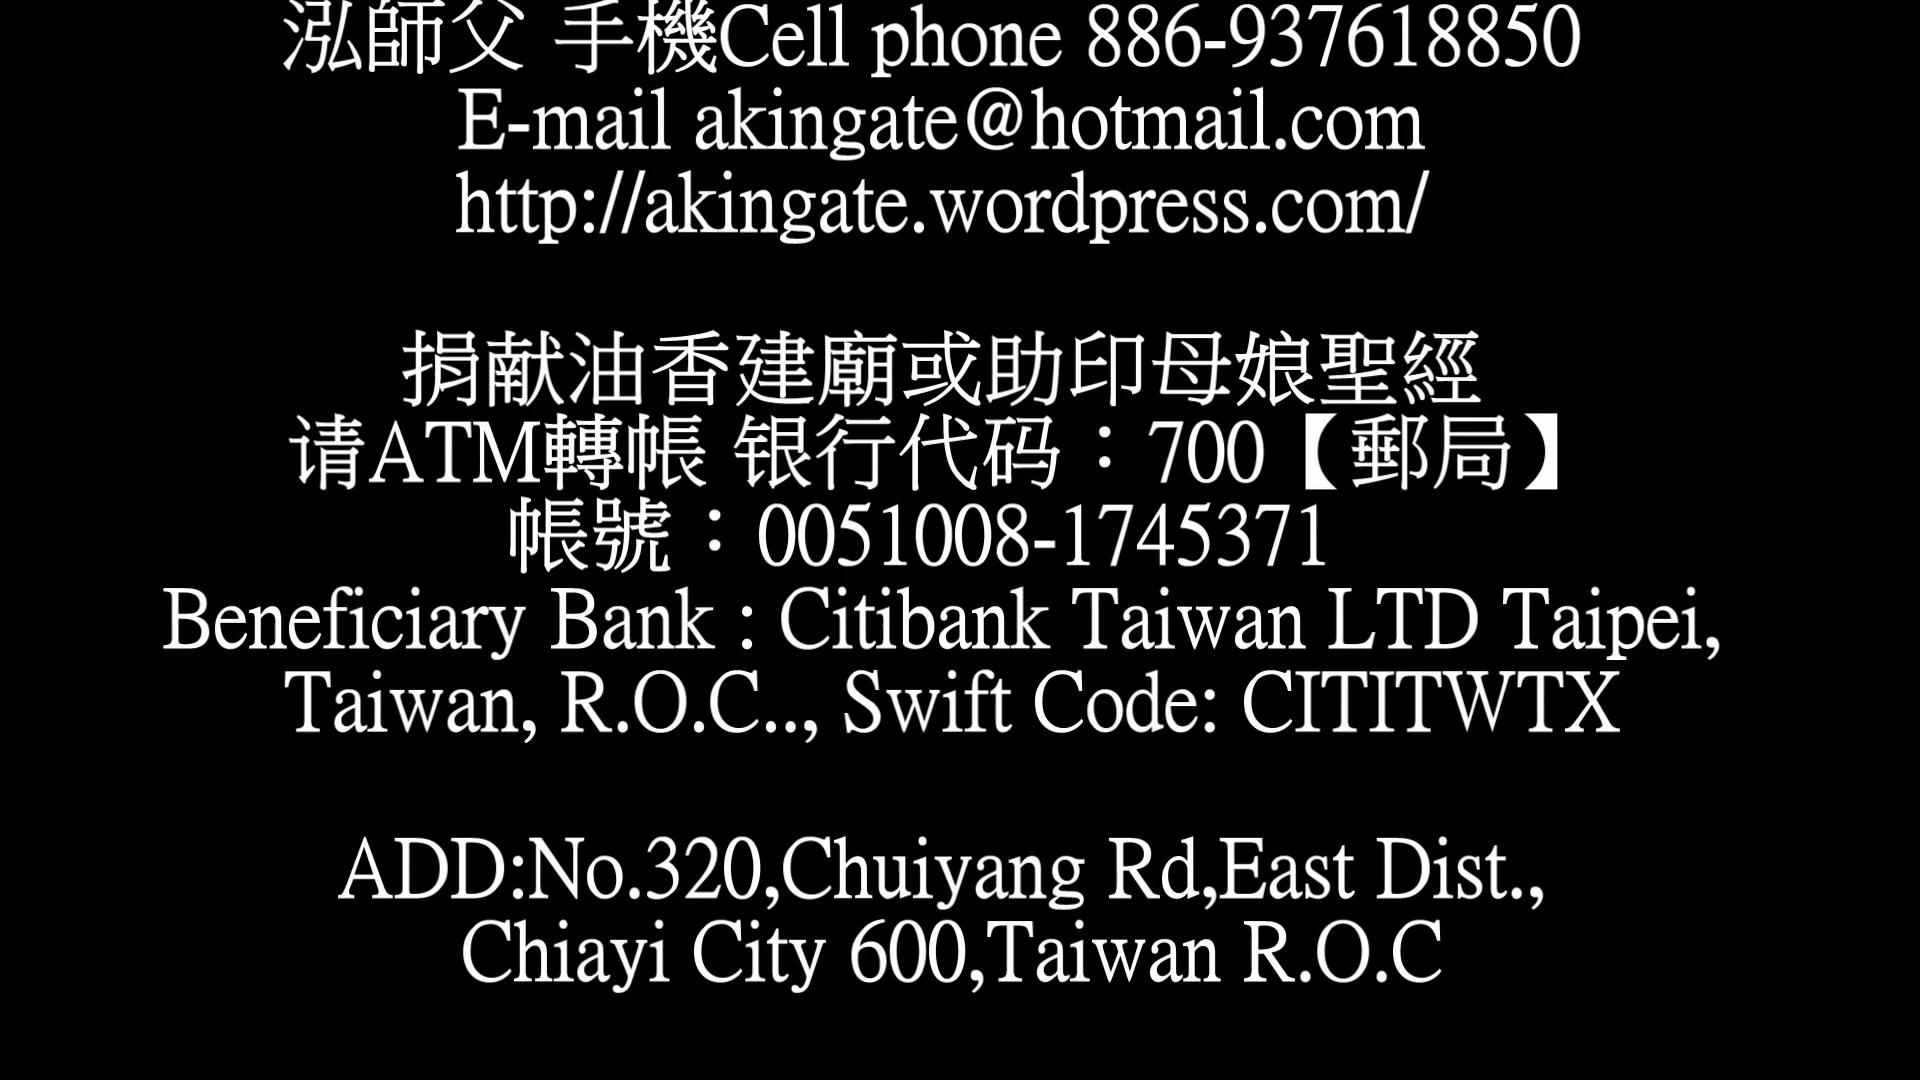 泓師父 手機Cell phone 886-937618850
E-mail akingate@hotmail.com
http://akingate.wordpress.com/
捐献油香建廟或助印母娘聖經
请ATM轉帳 银行代码：700【郵局】
帳號：0051008-1745371
Beneficiary Bank : Citibank Taiwan LTD Taipei,
Taiwan, R.O.C.., Swift Code: CITITWTX
ADD:No.320,Chuiyang Rd,East Dist.,
Chiayi City 600,Taiwan R.O.C